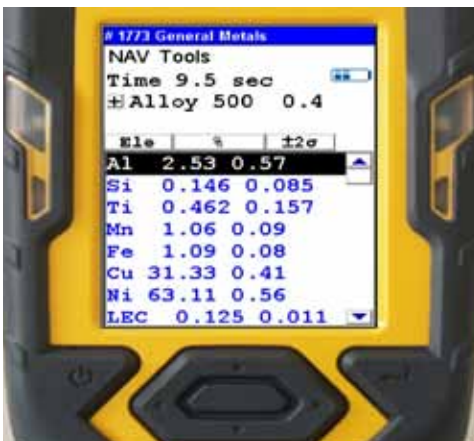 # 1773 General Metals
NAV Tools
Time 9.5 sec
Alloy 500 0.4
Ele % ±2σ
Al 2.53 0.57
Si 0.146 0.085
Ti 0.462 0.157
Mn 1.06 0.09
Fe 1.09 0.08
Cu 31.33 0.41
Ni 63.11 0.56
LEC 0.125 0.011